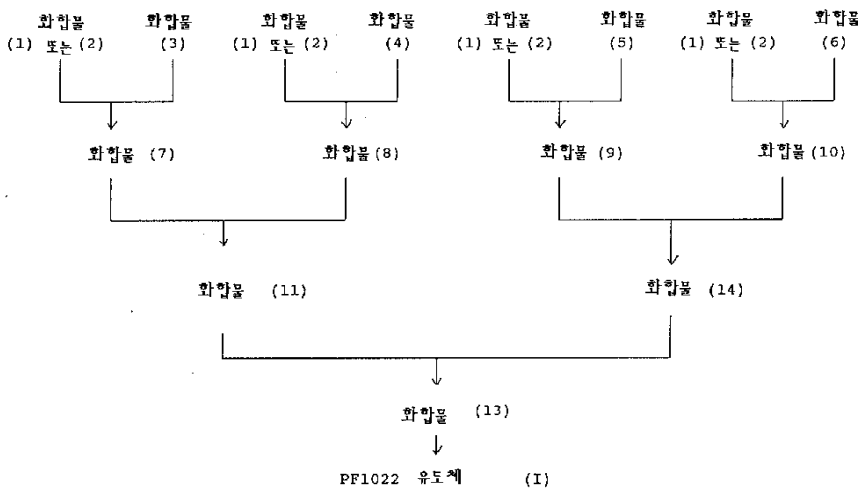 화합물 화합물 화합물 화합물 화합물 화합물 화합물 화합물
(1) 또는 (2) (3) (1) 또는 (2) (4) (1) 또는 (2) (5) (1) 또는 (2) (6)
화합물 (7) 화합물 (8) 화합물 (9) 화합물 (10)
화합물 (11) 화합물 (14)
화합물 (13)
PF1022 유도체 (I)